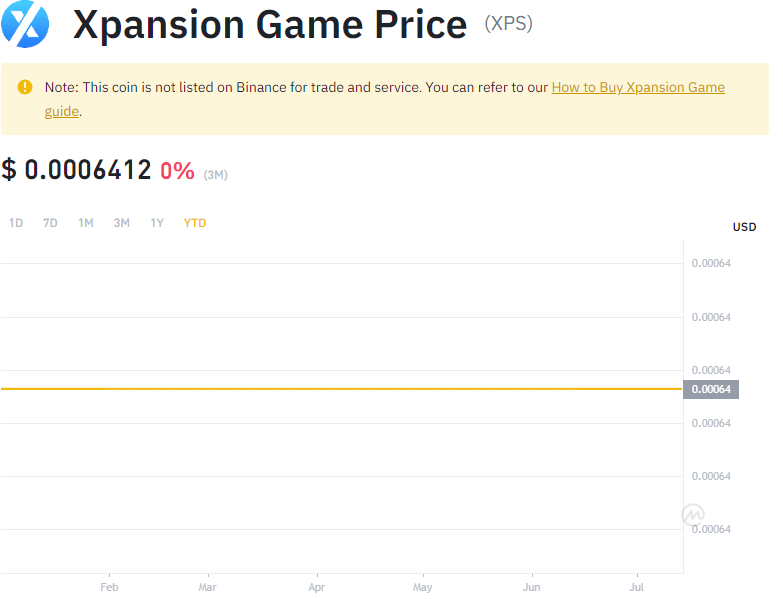 Xpansion Game Price (XPS)
Note: This coin is not listed on Binance for trade and service. You can refer to our How to Buy Xpansion Game
guide.
$ 0.0006412 0% (3M)
1D 7D 1M 3M 1Y YTD
USD
0.00064
0.00064
0.00064
0.00064
0.00064
0.00064
0.00064
Feb Mar Apr May Jun Jul